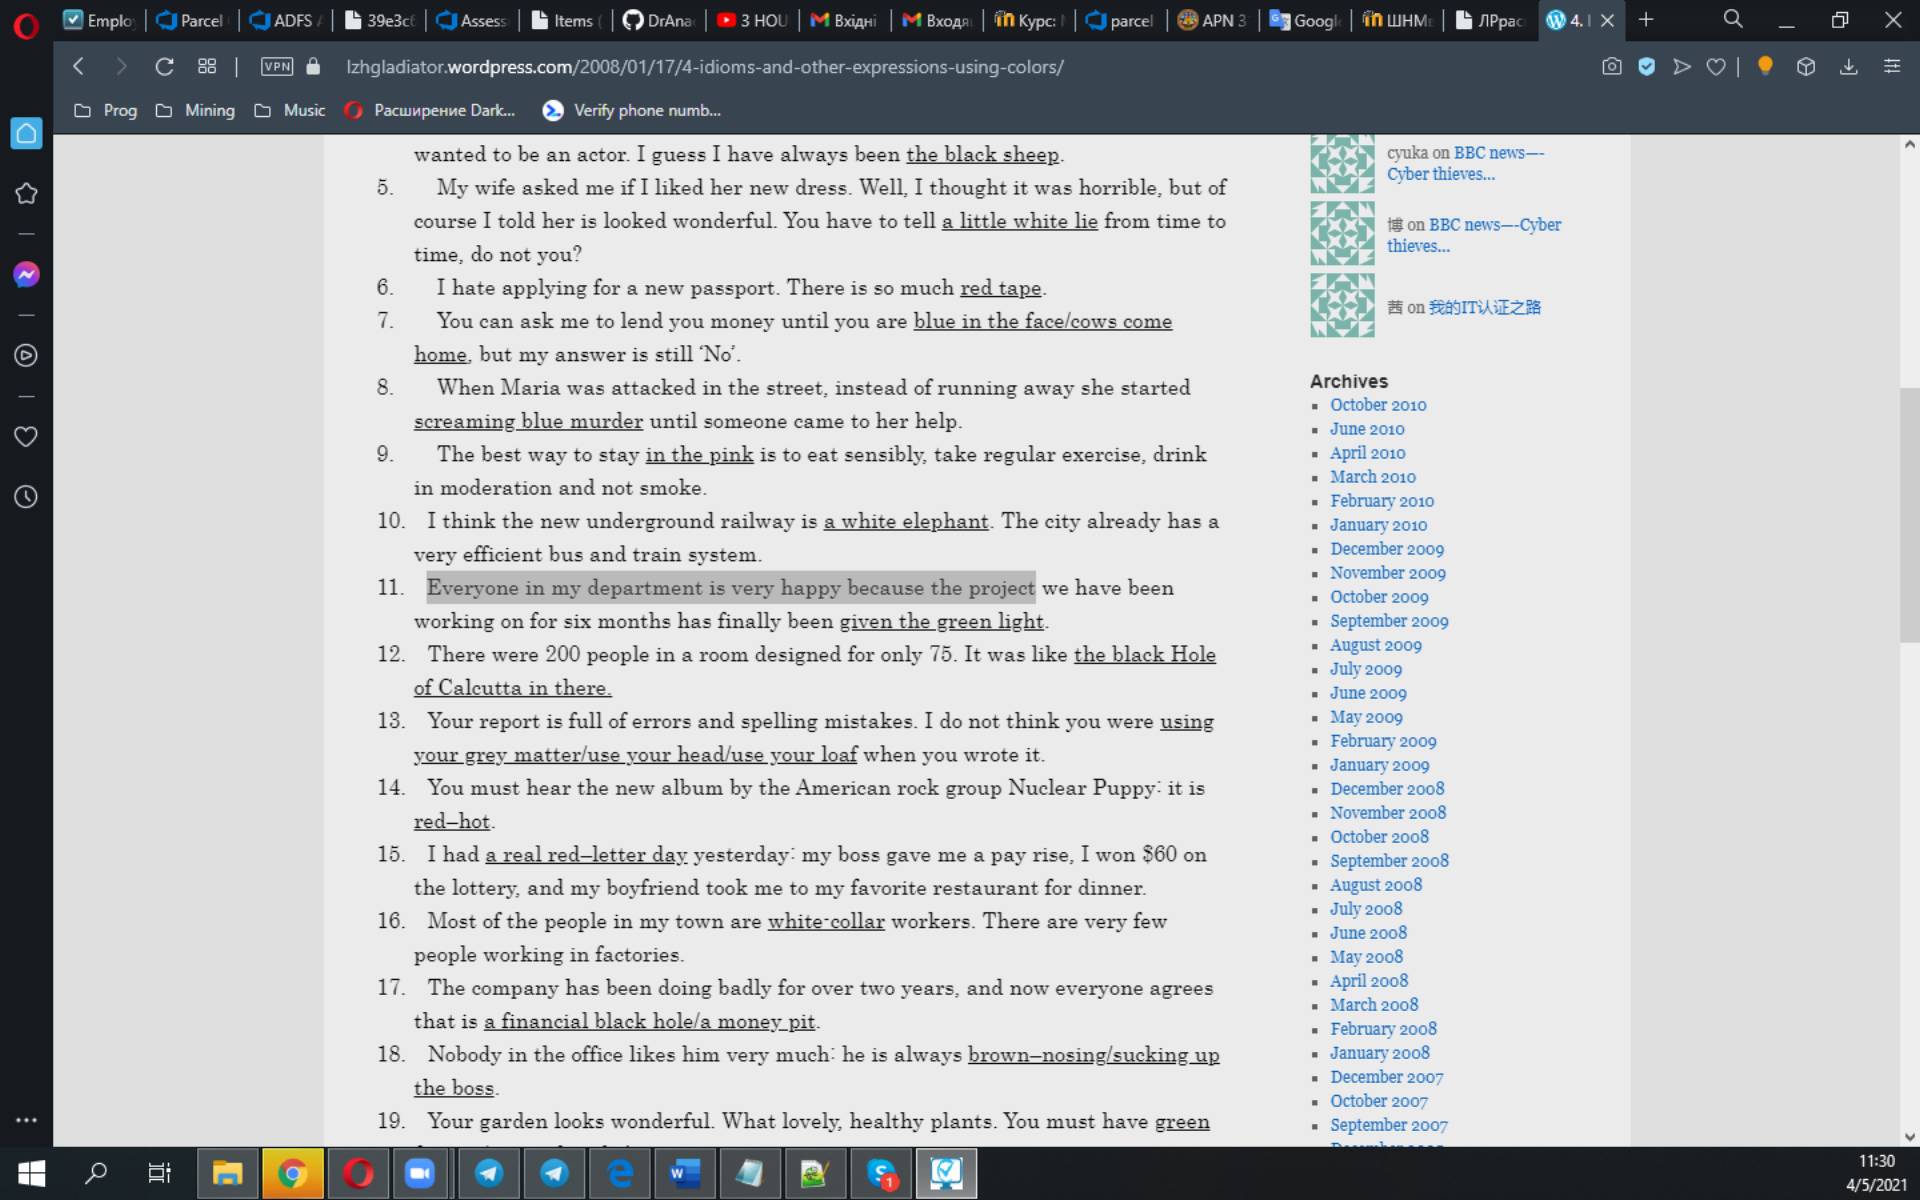 Emplo
Parcel
ADFS A
39e3c6
Assess
Items (
DrAna
3 HOU
Вхідні
Входя
Курс:
parcel
APN 3
Googl
ШНМ
ЛРрас
4. I
VPN
lzhgladiator.wordpress.com/2008/01/17/4-idioms-and-other-expressions-using-colors/
Prog
Mining
Music
Расширение Dark...
Verify phone numb...
wanted to be an actor. I guess I have always been the black sheep.
5. My wife asked me if I liked her new dress. Well, I thought it was horrible, but of
course I told her is looked wonderful. You have to tell a little white lie from time to
time, do not you?
6. I hate applying for a new passport. There is so much red tape.
7. You can ask me to lend you money until you are blue in the face/cows come
home, but my answer is still ‘No’.
8. When Maria was attacked in the street, instead of running away she started
screaming blue murder until someone came to her help.
9. The best way to stay in the pink is to eat sensibly, take regular exercise, drink
in moderation and not smoke.
10. I think the new underground railway is a white elephant. The city already has a
very efficient bus and train system.
11. Everyone in my department is very happy because the project we have been
working on for six months has finally been given the green light.
12. There were 200 people in a room designed for only 75. It was like the black Hole
of Calcutta in there.
13. Your report is full of errors and spelling mistakes. I do not think you were using
your grey matter/use your head/use your loaf when you wrote it.
14. You must hear the new album by the American rock group Nuclear Puppy: it is
red–hot.
15. I had a real red–letter day yesterday: my boss gave me a pay rise, I won $60 on
the lottery, and my boyfriend took me to my favorite restaurant for dinner.
16. Most of the people in my town are white-collar workers. There are very few
people working in factories.
17. The company has been doing badly for over two years, and now everyone agrees
that is a financial black hole/a money pit.
18. Nobody in the office likes him very much: he is always brown–nosing/sucking up
the boss.
19. Your garden looks wonderful. What lovely, healthy plants. You must have green
cyuka on BBC news—-
Cyber thieves…
博 on BBC news—-Cyber
thieves…
茜 on 我的IT认证之路
Archives
October 2010
June 2010
April 2010
March 2010
February 2010
January 2010
December 2009
November 2009
October 2009
September 2009
August 2009
July 2009
June 2009
May 2009
February 2009
January 2009
December 2008
November 2008
October 2008
September 2008
August 2008
July 2008
June 2008
May 2008
April 2008
March 2008
February 2008
January 2008
December 2007
October 2007
September 2007
1
11:30
4/5/2021